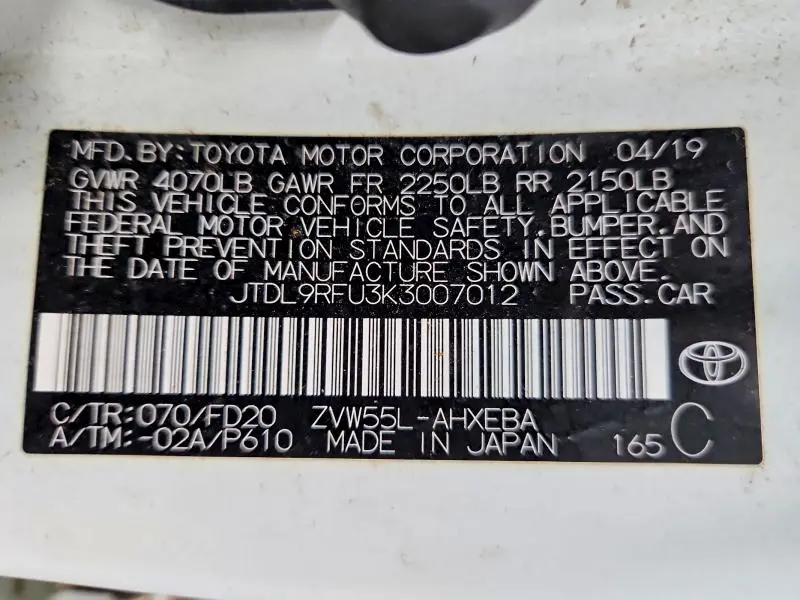 MFD.BY:TOYOTA MOTOR CORPORATION 04/19
GVWR 4070LB GAWR FR 2250LB RR 2150LB
THIS VEHICLE CONFORMS TO ALL APPLICABLE
FEDERAL MOTOR VEHICLE SAFETY,BUMPER,AND
THEFT PREVENTION STANDARDS IN EFFECT ON
THE DATE OF MANUFACTURE SHOWN ABOVE.
JTDL9RFU3K3007012 PASS.CAR
C/TR:070/FD20 ZVW55L-AHXEBA
A/TM:-02A/P610 MADE IN JAPAN 165 C